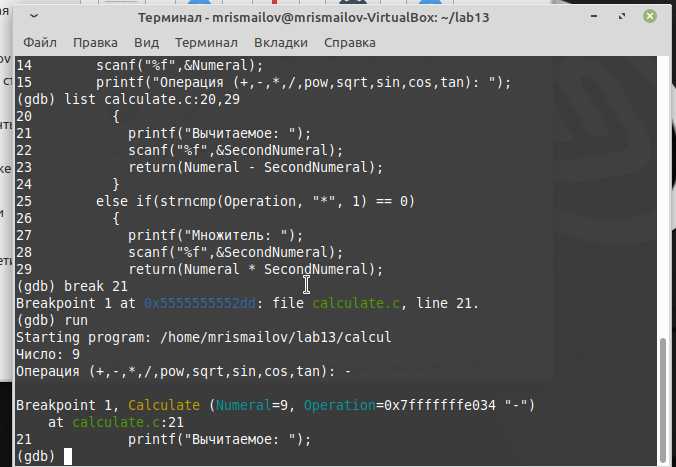 Терминал - mrismailov@mrismailov-VirtualBox: ~/lab13
Файл Правка Вид Терминал Вкладки Справка
14        scanf("%f",&Numeral);
15        printf("Операция (+,-,*,/,pow,sqrt,sin,cos,tan): ");
(gdb) list calculate.c:20,29
20          {
21            printf("Вычитаемое: ");
22            scanf("%f",&SecondNumeral);
23            return(Numeral - SecondNumeral);
24          }
25        else if(strncmp(Operation, "*", 1) == 0)
26          {
27            printf("Множитель: ");
28            scanf("%f",&SecondNumeral);
29            return(Numeral * SecondNumeral);
(gdb) break 21
Breakpoint 1 at 0x5555555552dd: file calculate.c, line 21.
(gdb) run
Starting program: /home/mrismailov/lab13/calcul
Число: 9
Операция (+,-,*,/,pow,sqrt,sin,cos,tan): -
Breakpoint 1, Calculate (Numeral=9, Operation=0x7fffffffe034 "-")
    at calculate.c:21
21            printf("Вычитаемое: ");
(gdb)